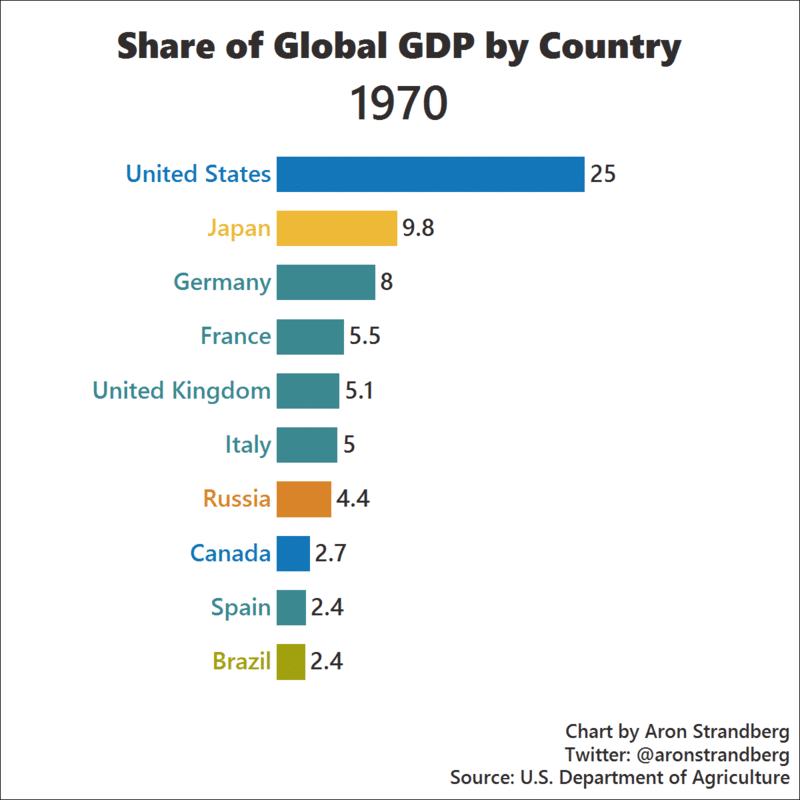 Share of Global GDP by Country
1970
United States 25
Japan 9.8
Germany 8
France 5.5
United Kingdom 5.1
Italy 5
Russia 4.4
Canada 2.7
Spain 2.4
Brazil 2.4
Chart by Aron Strandberg
Twitter: @aronstrandberg
Source: U.S. Department of Agriculture